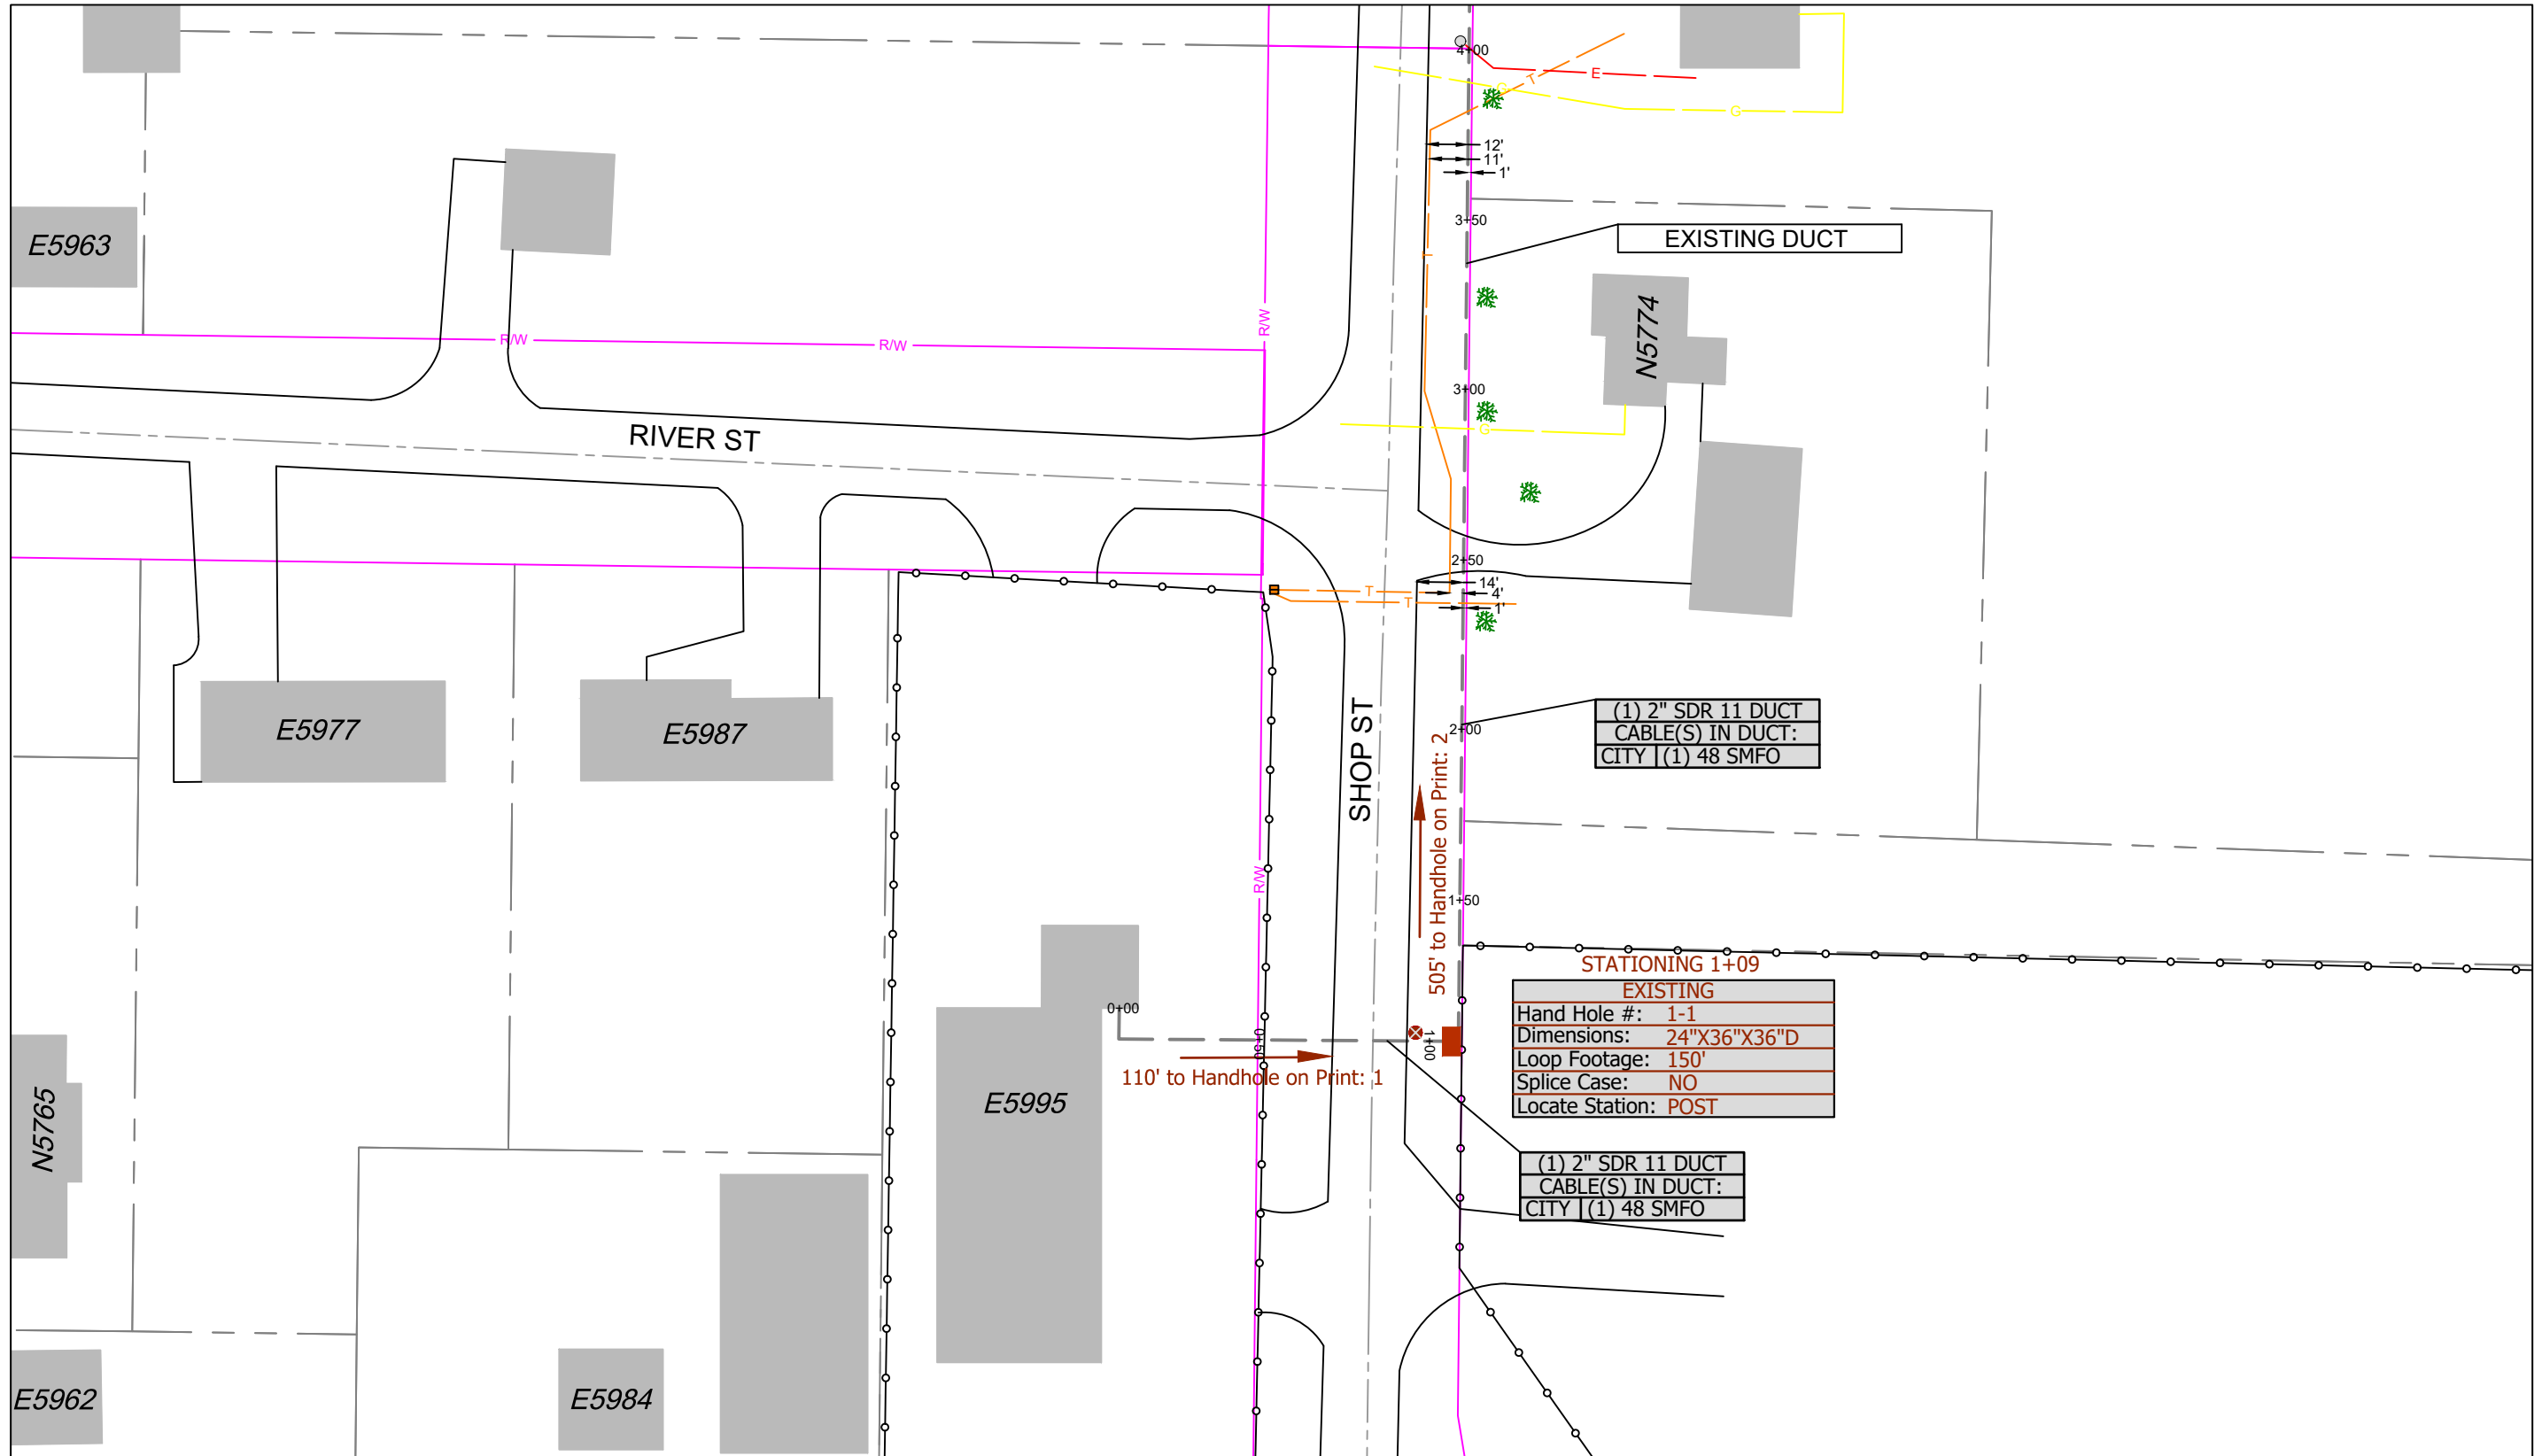 4+00
E
T
G
G
12'
11'
1'
3+50
EXISTING DUCT
E5963
T
N5774
R/W
R/W
R/W
3+00
G
RIVER ST
2+50
14'
4'
1'
T
T
(1) 2" SDR 11 DUCT
CABLE(S) IN DUCT:
CITY (1) 48 SMFO
2+00
E5977
E5987
SHOP ST
505' to Handhole on Print: 2
R/W
1+50
STATIONING 1+09
EXISTING
Hand Hole #: 1-1
Dimensions: 24"X36"X36"D
Loop Footage: 150'
Splice Case: NO
Locate Station: POST
0+00
0+50
1+00
110' to Handhole on Print: 1
E5995
N5765
(1) 2" SDR 11 DUCT
CABLE(S) IN DUCT:
CITY (1) 48 SMFO
E5962
E5984